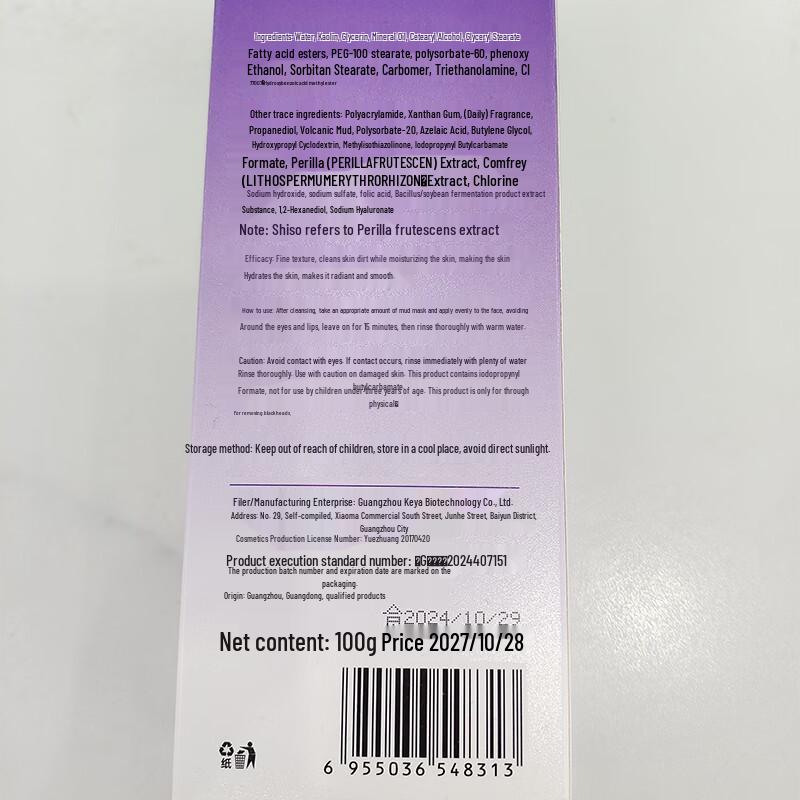 Ingredients: Water, Kaolin, Glycerin, Mineral Oil, Cetearyl Alcohol, Glyceryl Stearate
Fatty acid esters, PEG-100 stearate, polysorbate-60, phenoxy
Ethanol, Sorbitan Stearate, Carbomer, Triethanolamine, CI
77007 Hydroxybenzoic acid methyl ester
Other trace ingredients: Polyacrylamide, Xanthan Gum, (Daily) Fragrance,
Propanediol, Volcanic Mud, Polysorbate-20, Azelaic Acid, Butylene Glycol,
Hydroxypropyl Cyclodextrin, Methylisothiazolinone, Iodopropynyl Butylcarbamate
Formate, Perilla (PERILLAFRUTESCEN) Extract, Comfrey
(LITHOSPERMUMERYTHRORHIZON Extract, Chlorine
Sodium hydroxide, sodium sulfate, folic acid, Bacillus/soybean fermentation product extract
Substance, 1,2-Hexanediol, Sodium Hyaluronate
Note: Shiso refers to Perilla frutescens extract
Efficacy: Fine texture, cleans skin dirt while moisturizing the skin, making the skin
Hydrates the skin, makes it radiant and smooth.
How to use: After cleansing, take an appropriate amount of mud mask and apply evenly to the face, avoiding
Around the eyes and lips, leave on for 15 minutes, then rinse thoroughly with warm water.
Caution: Avoid contact with eyes. If contact occurs, rinse immediately with plenty of water
Rinse thoroughly. Use with caution on damaged skin. This product contains iodopropynyl
butylcarbamate
Formate, not for use by children under three years of age. This product is only for through
physical
For removing blackheads,
Storage method: Keep out of reach of children, store in a cool place, avoid direct sunlight.
Filer/Manufacturing Enterprise: Guangzhou Keya Biotechnology Co., Ltd.
Address: No. 29, Self-compiled, Xiaoma Commercial South Street, Junhe Street, Baiyun District,
Guangzhou City
Cosmetics Production License Number: Yuezhuang 20170420
Product execution standard number: G 2024407151
The production batch number and expiration date are marked on the
packaging.
Origin: Guangzhou, Guangdong, qualified products
合2024/10/29
Net content: 100g Price 2027/10/28
纸
6 955036 548313